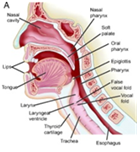 A
Nasal
cavity
Nasal
pharynx
Soft
palate
Oral
pharynx
Epiglottis
Pharynx
False
vocal fold
Vocal
fold
Lips
Tongue
Larynx
Laryngeal
ventricle
Thyroid
cartilage
Trachea
Esophagus